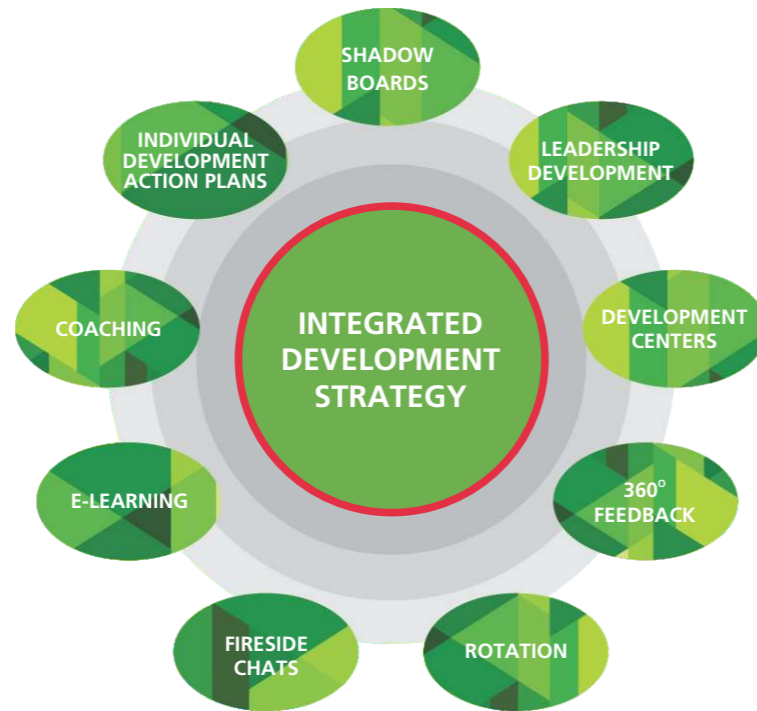 SHADOW
BOARDS
LEADERSHIP
DEVELOPMENT
DEVELOPMENT
CENTERS
360°
FEEDBACK
ROTATION
FIRESIDE
CHATS
E-LEARNING
COACHING
INDIVIDUAL
DEVELOPMENT
ACTION PLANS
INTEGRATED
DEVELOPMENT
STRATEGY